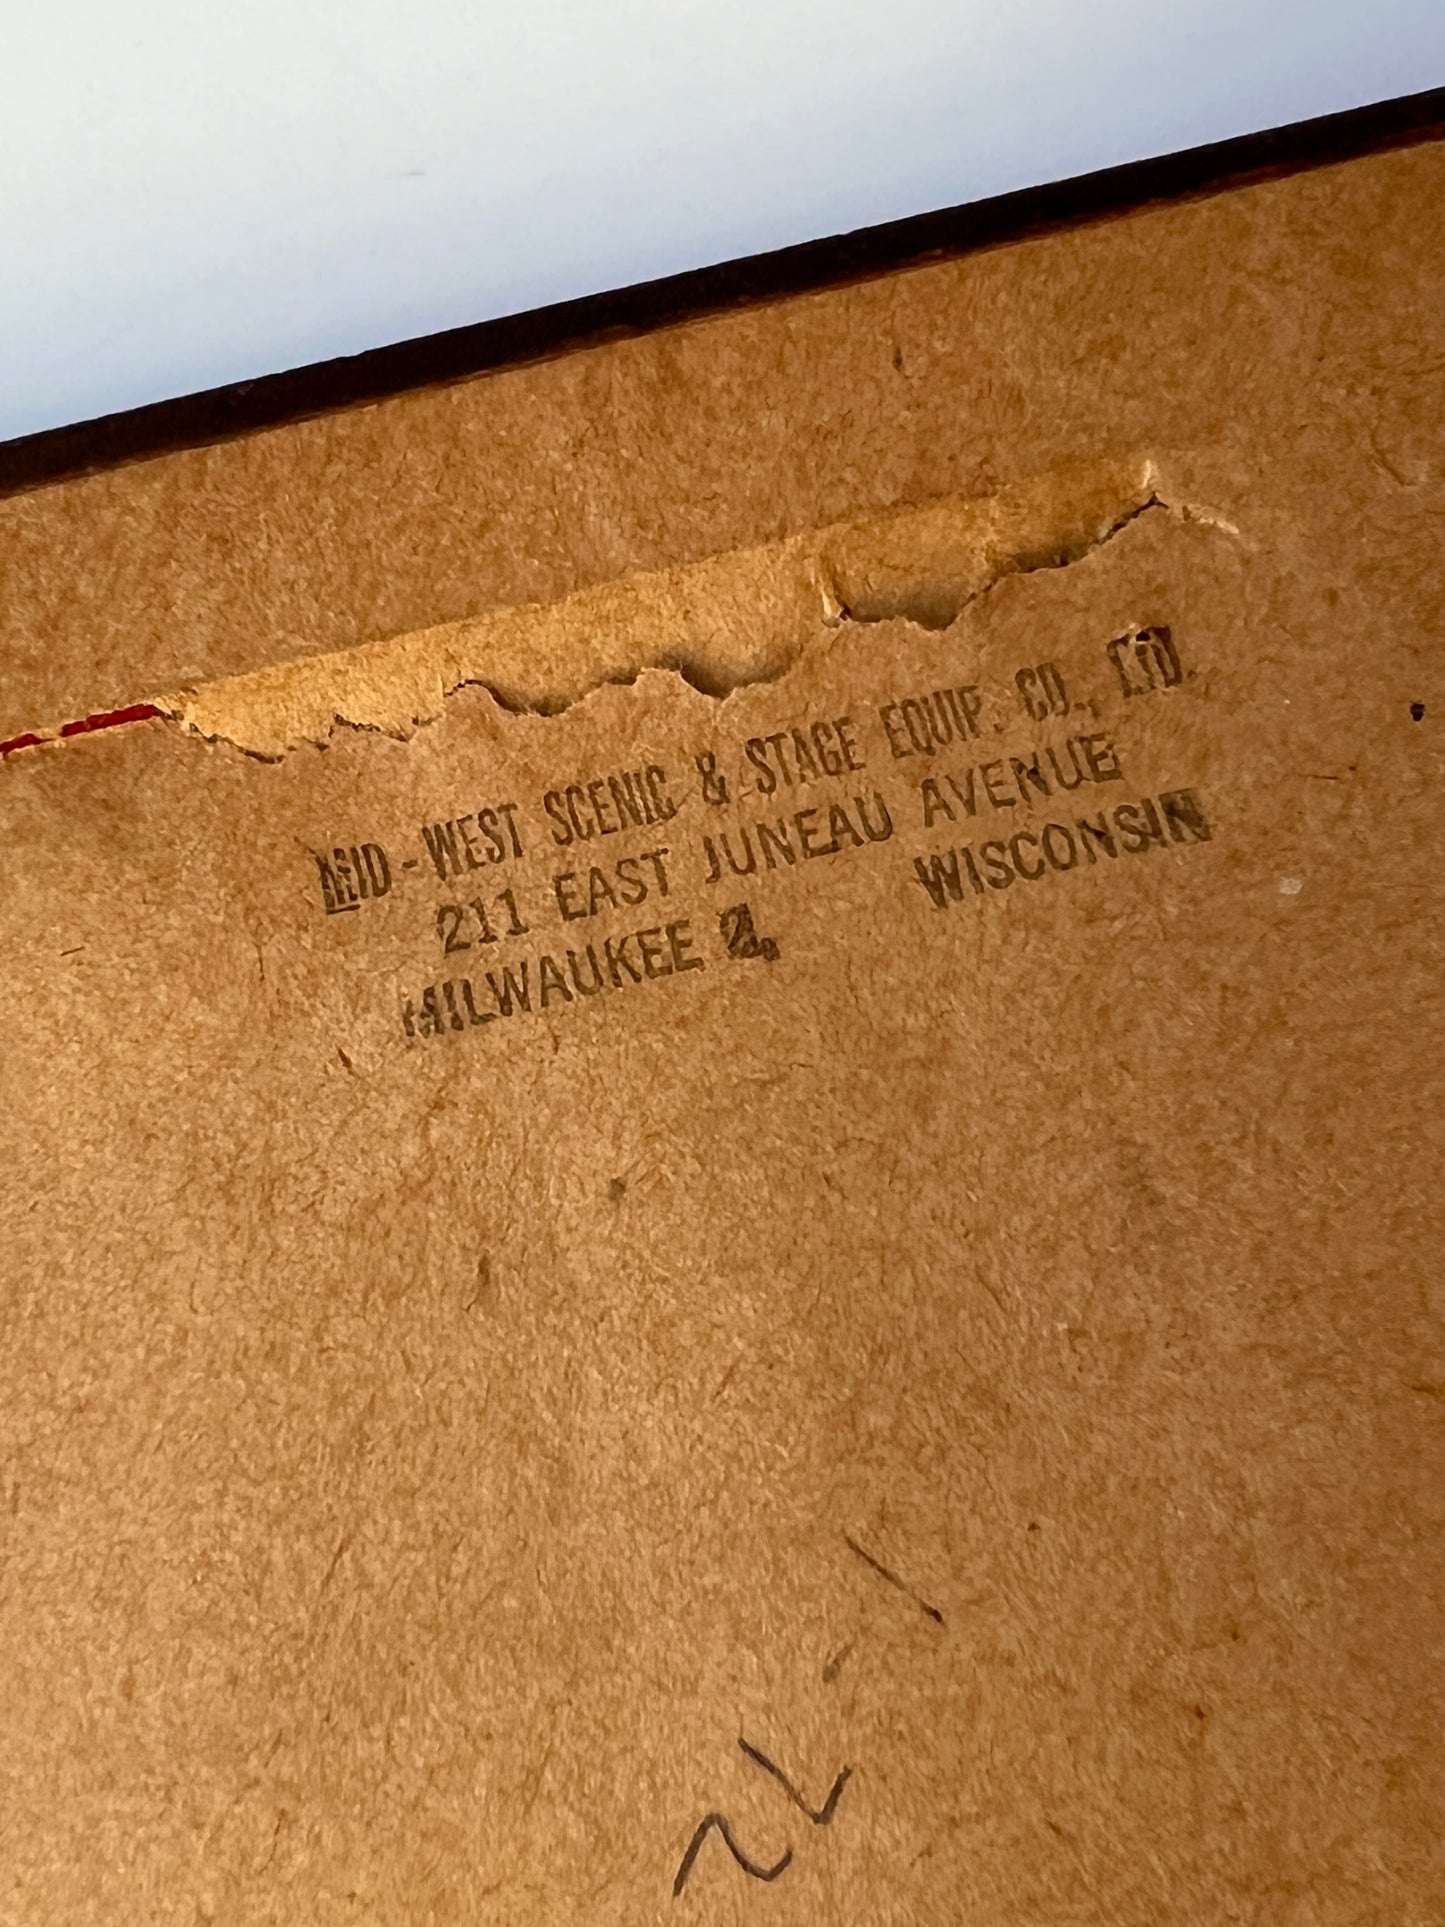 MID-WEST SCENIC & STAGE EQUIP. CO., LTD.
211 EAST JUNEAU AVENUE
MILWAUKEE 2, WISCONSIN